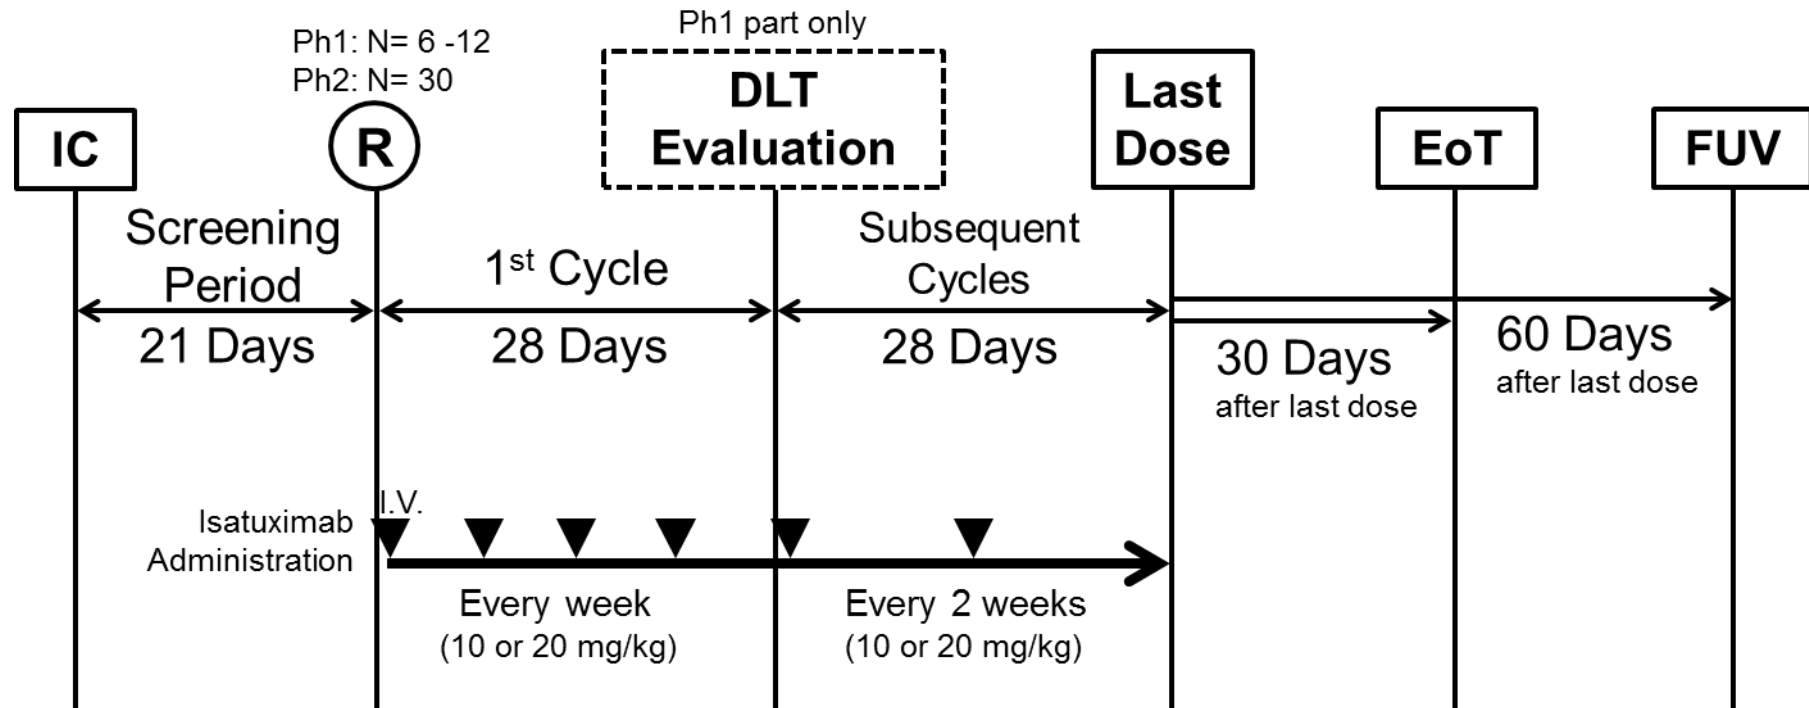 Ph1 part only
Ph1: N= 6 -12
Ph2: N= 30
IC
R
DLT
Evaluation
Last
Dose
EoT
FUV
Screening
Period
21 Days
1st Cycle
28 Days
Subsequent
Cycles
28 Days
30 Days
after last dose
60 Days
after last dose
I.V.
Isatuximab
Administration
Every week
(10 or 20 mg/kg)
Every 2 weeks
(10 or 20 mg/kg)